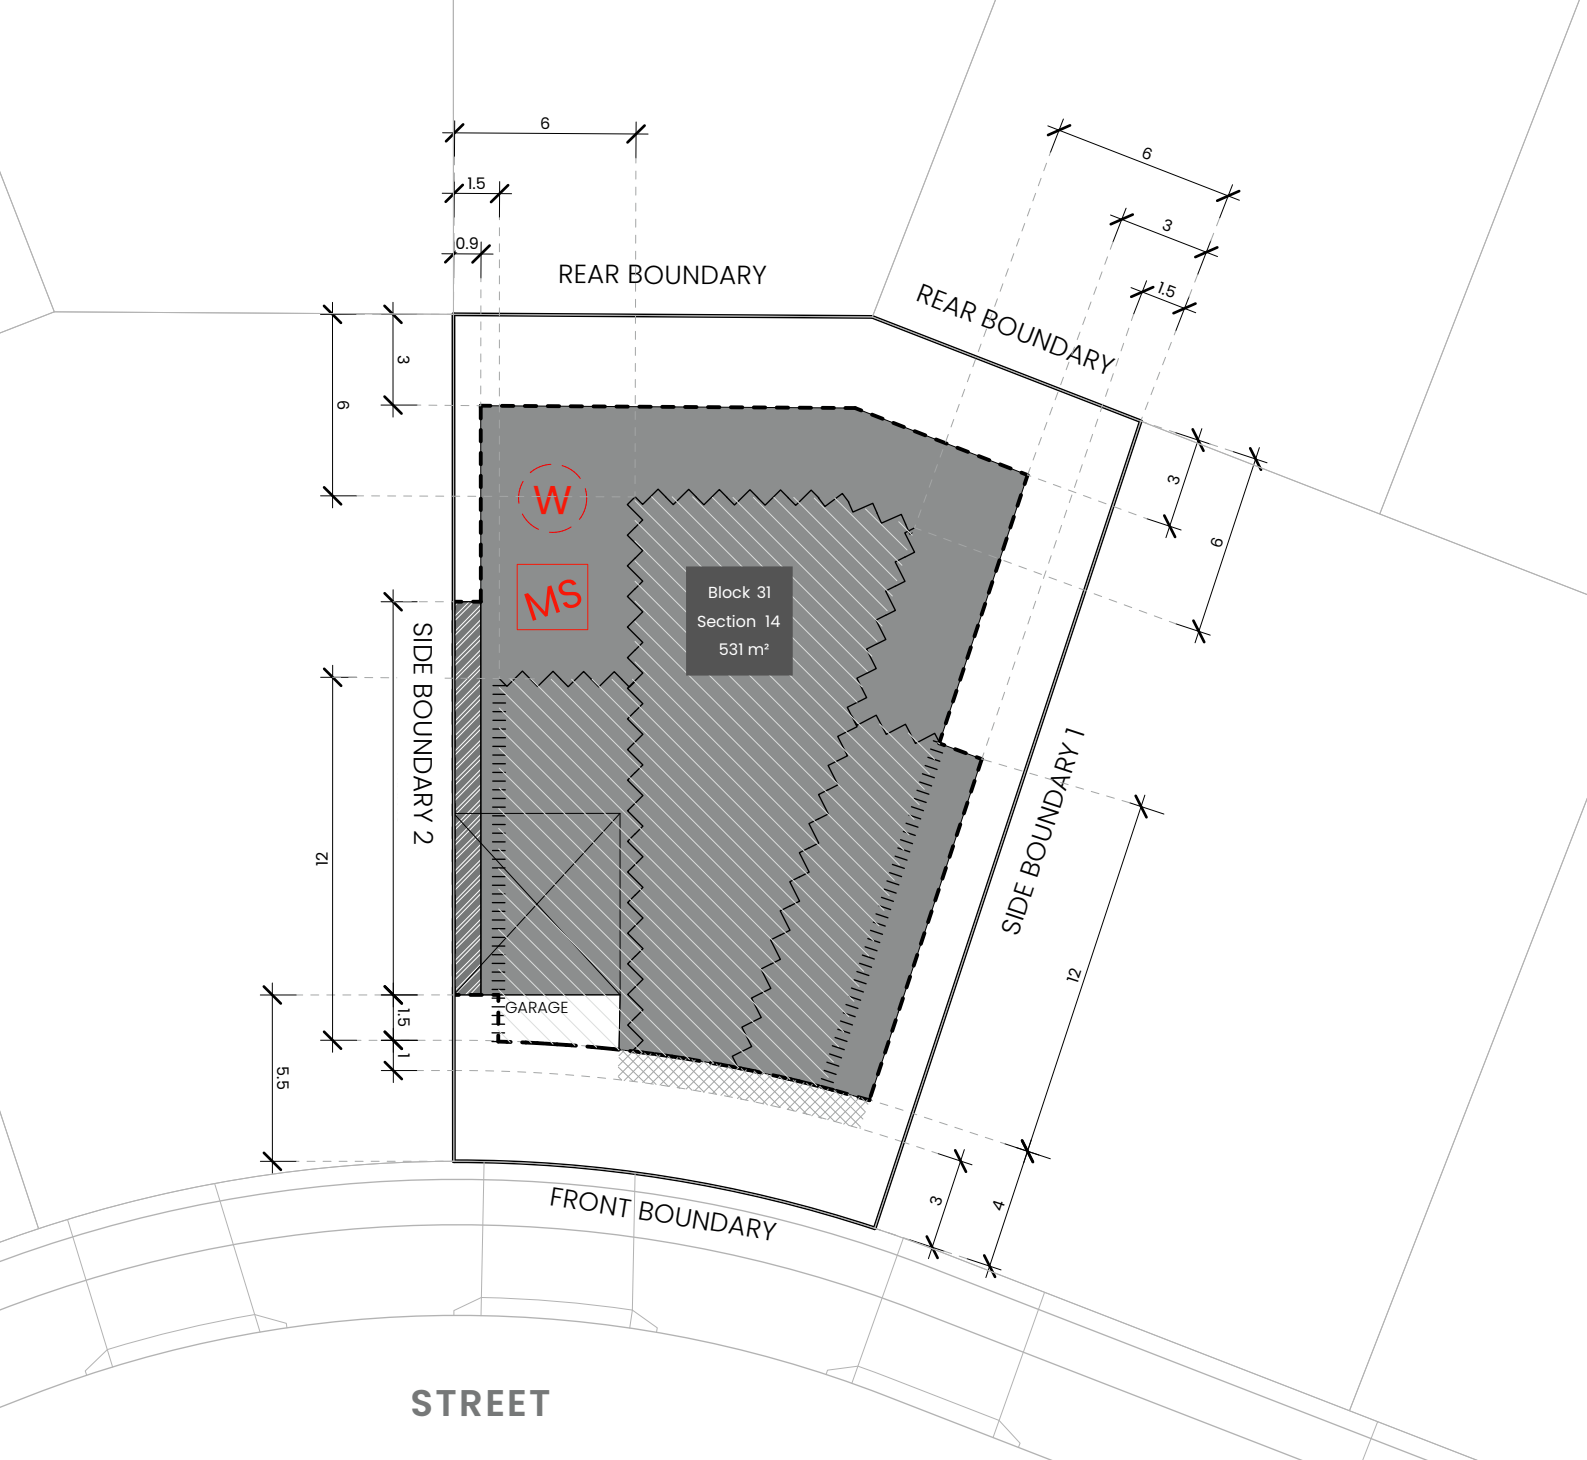 6
6
1.5
3
0.9
1.5
REAR BOUNDARY
REAR BOUNDARY
3
6
3
6
W
MS
Block 31
Section 14
531 m²
SIDE BOUNDARY 2
SIDE BOUNDARY 1
12
12
GARAGE
1.5
1
5.5
3
4
FRONT BOUNDARY
STREET